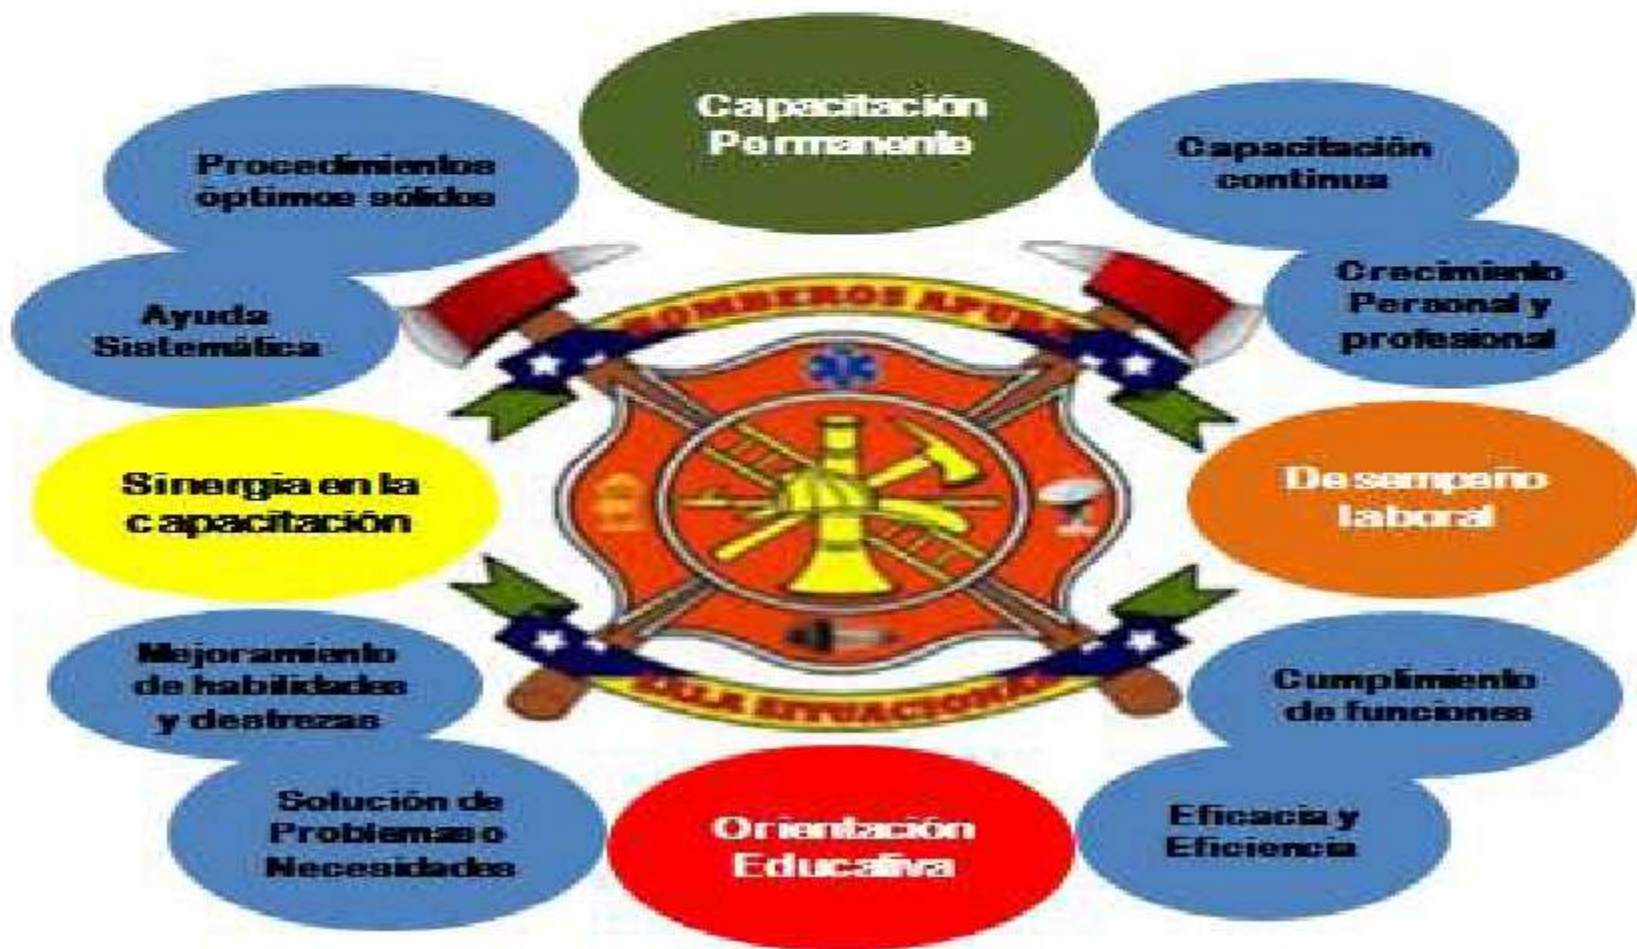 Capacitación
Permanente
Procedimientos
óptimos sólidos
Capacitación
continua
Ayuda
Sistemática
Crecimiento
Personal y
profesional
BOMBEROS APURE
Sinergia en la
capacitación
Desempeño
laboral
Mejoramiento
de habilidades
y destrezas
Cumplimiento
de funciones
SALA SITUACIONAL
Solución de
Problemas o
Necesidades
Orientación
Educativa
Eficacia y
Eficiencia